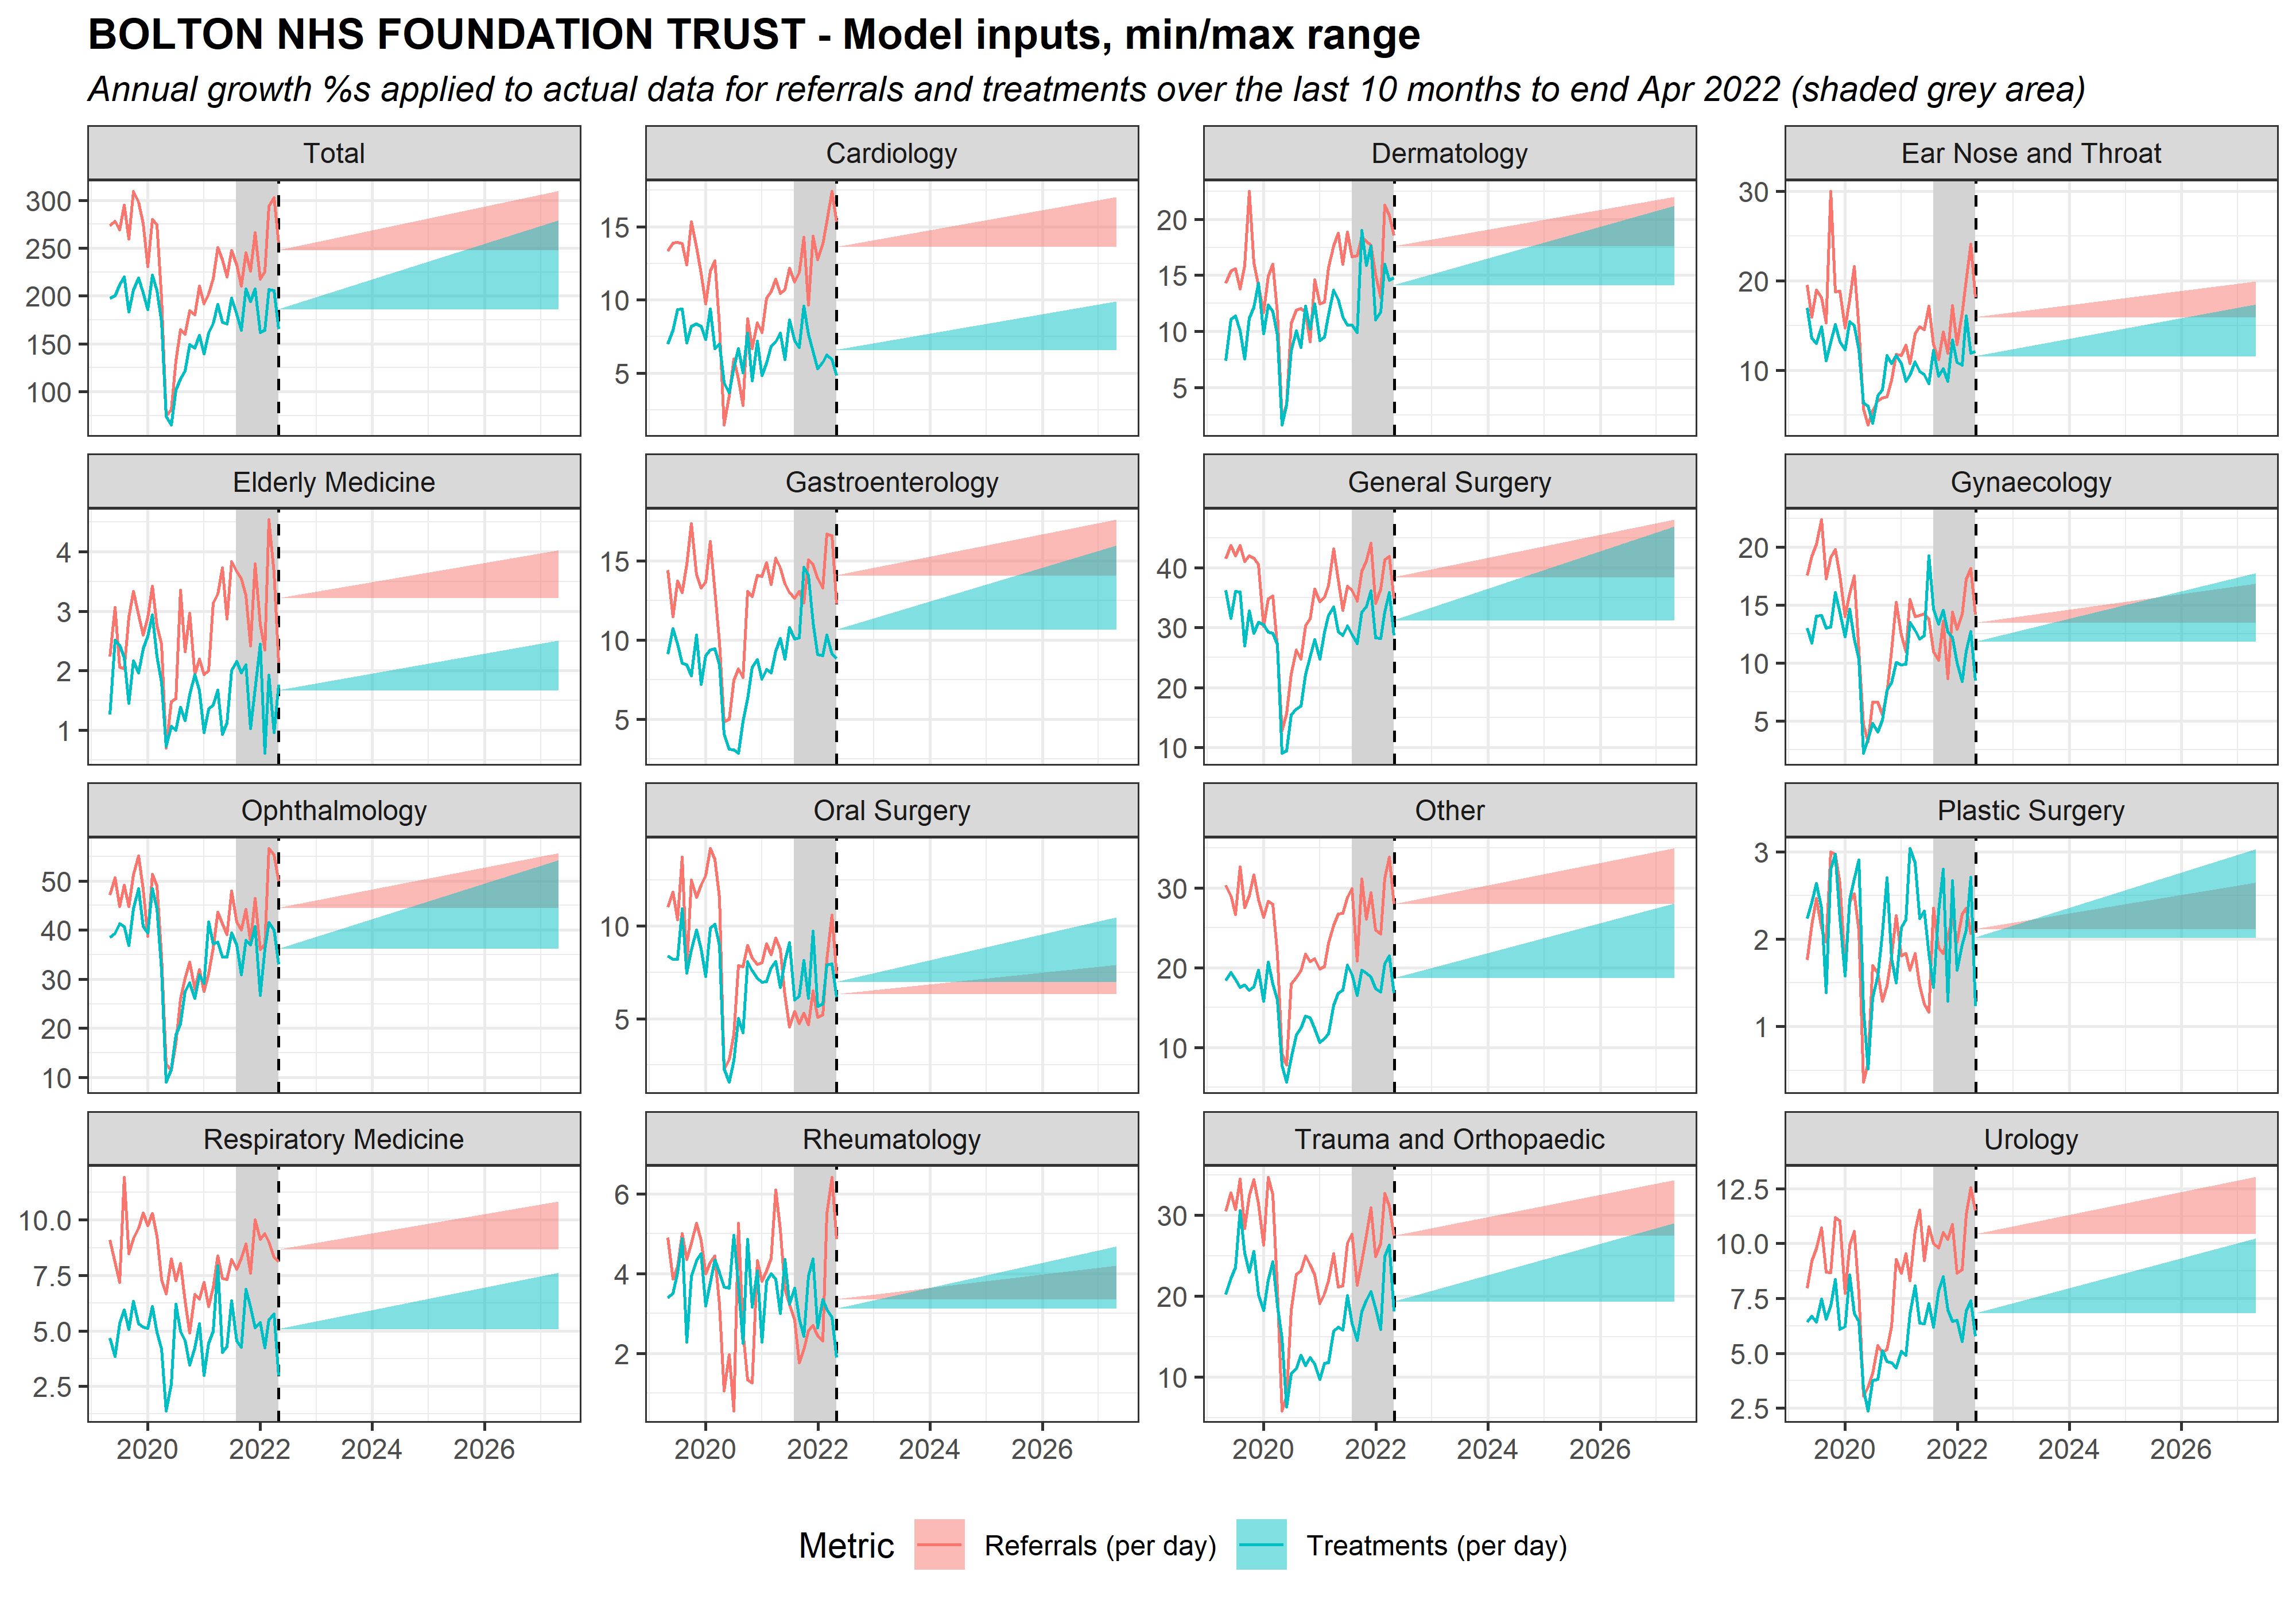 BOLTON NHS FOUNDATION TRUST - Model inputs, min/max range
Annual growth %s applied to actual data for referrals and treatments over the last 10 months to end Apr 2022 (shaded grey area)
Total
Cardiology
Dermatology
Ear Nose and Throat
300
250
200
150
100
15
10
5
20
15
10
5
30
20
10
Elderly Medicine
Gastroenterology
General Surgery
Gynaecology
4
3
2
1
15
10
5
40
30
20
10
20
15
10
5
Ophthalmology
Oral Surgery
Other
Plastic Surgery
50
40
30
20
10
10
5
30
20
10
3
2
1
Respiratory Medicine
Rheumatology
Trauma and Orthopaedic
Urology
10.0
7.5
5.0
2.5
6
4
2
30
20
10
12.5
10.0
7.5
5.0
2.5
2020 2022 2024 2026
2020 2022 2024 2026
2020 2022 2024 2026
2020 2022 2024 2026
Metric Referrals (per day) Treatments (per day)